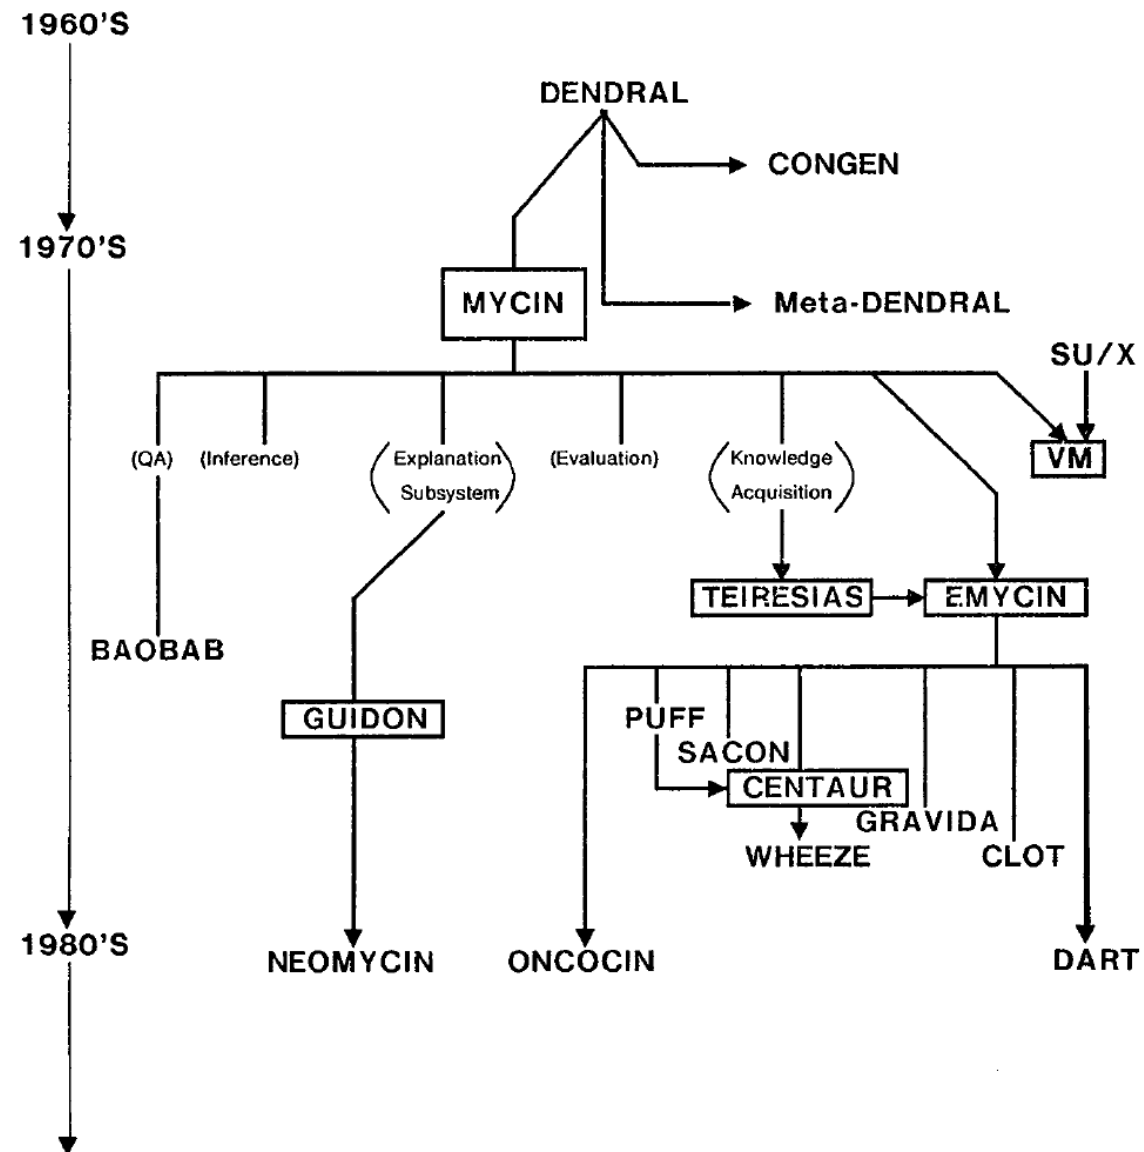 1960'S
DENDRAL
CONGEN
1970'S
MYCIN
Meta-DENDRAL
SU/X
(QA)
(Inference)
(Explanation
Subsystem)
(Evaluation)
(Knowledge
Acquisition)
VM
TEIRESIAS
EMYCIN
BAOBAB
GUIDON
PUFF
SACON
CENTAUR
GRAVIDA
WHEEZE
CLOT
1980'S
NEOMYCIN
ONCOCIN
DART